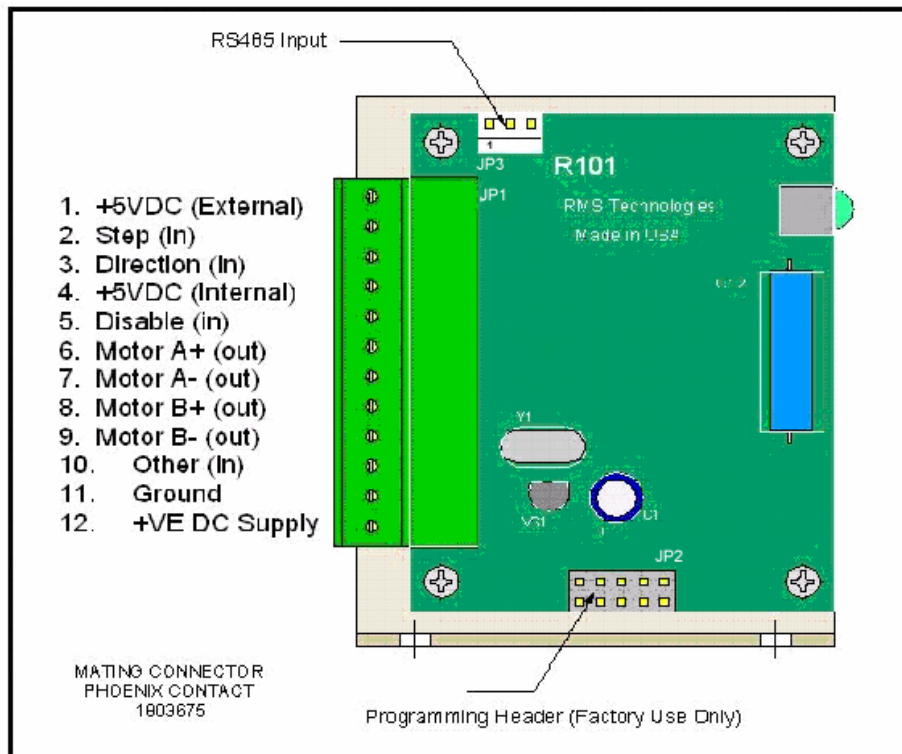 RS485 Input
1
JP3
R101
JP1
RMS Technologies
Made in USA
1. +5VDC (External)
2. Step (In)
3. Direction (In)
4. +5VDC (Internal)
5. Disable (in)
6. Motor A+ (out)
7. Motor A- (out)
8. Motor B+ (out)
9. Motor B- (out)
10. Other (In)
11. Ground
12. +VE DC Supply
Y1
C1
JP2
MATING CONNECTOR
PHOENIX CONTACT
1803675
Programming Header (Factory Use Only)